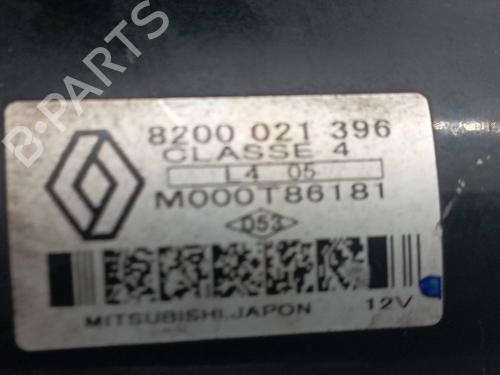 8200 021 396
CLASSE 4
L4 05
M000T86181
D53
MITSUBISHI.JAPON 12V
B-PARTS